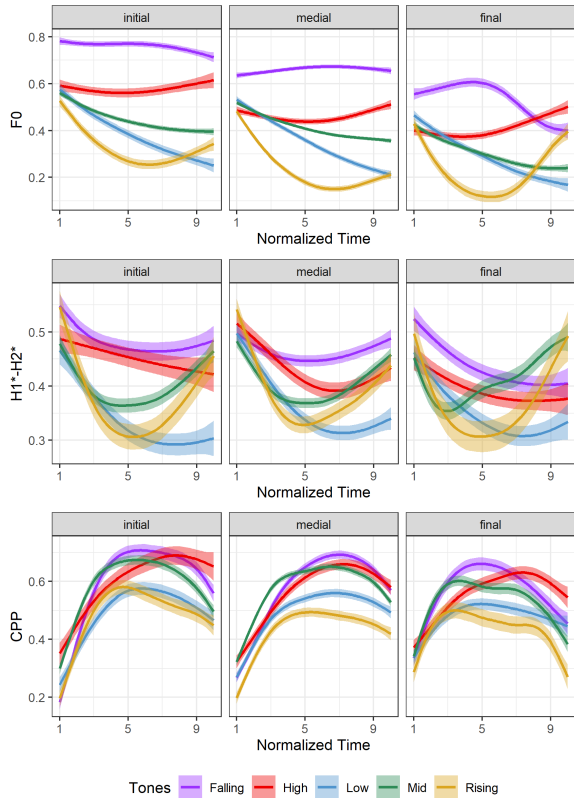 initial medial final
0.8
0.6
0.4
0.2
F0
1 5 9 1 5 9 1 5 9
Normalized Time
initial medial final
0.5
0.4
0.3
H1*-H2*
1 5 9 1 5 9 1 5 9
Normalized Time
initial medial final
0.6
0.4
0.2
CPP
1 5 9 1 5 9 1 5 9
Normalized Time
Tones Falling High Low Mid Rising